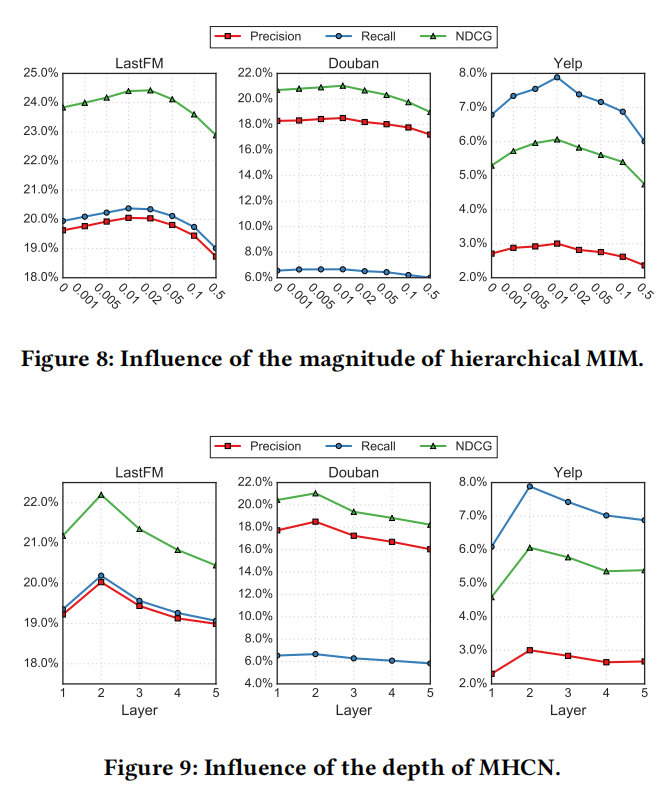 Precision Recall NDCG
LastFM Douban Yelp
25.0% 22.0% 8.0%
24.0% 20.0% 7.0%
23.0% 18.0% 6.0%
22.0% 16.0% 5.0%
21.0% 14.0% 4.0%
20.0% 12.0% 3.0%
19.0% 10.0% 2.0%
18.0% 8.0%
6.0%
0 0.001 0.005 0.01 0.02 0.05 0.1 0.5
0 0.001 0.005 0.01 0.02 0.05 0.1 0.5
0 0.001 0.005 0.01 0.02 0.05 0.1 0.5
Figure 8: Influence of the magnitude of hierarchical MIM.
Precision Recall NDCG
LastFM Douban Yelp
22.0% 22.0% 8.0%
21.0% 20.0% 7.0%
20.0% 18.0% 6.0%
19.0% 16.0% 5.0%
18.0% 14.0% 4.0%
12.0% 3.0%
10.0% 2.0%
8.0%
6.0%
4.0%
1 2 3 4 5 1 2 3 4 5 1 2 3 4 5
Layer Layer Layer
Figure 9: Influence of the depth of MHCN.